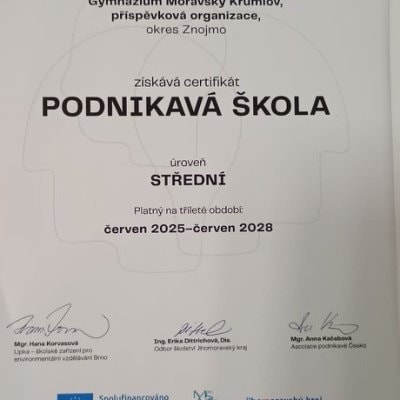 Gymnázium Moravský Krumlov,
příspěvková organizace,
okres Znojmo
získává certifikát
PODNIKAVÁ ŠKOLA
úroveň
STŘEDNÍ
Platný na tříleté období:
červen 2025–červen 2028
Mgr. Hana Korvasová
Lipka – školské zařízení pro
environmentální vzdělávání Brno
Ing. Erika Dittrichová, Dis.
Odbor školství Jihomoravský kraj
Mgr. Anna Kačabová
Asociace podnikavé Česko
Spolufinancováno
jihomoravský kraj